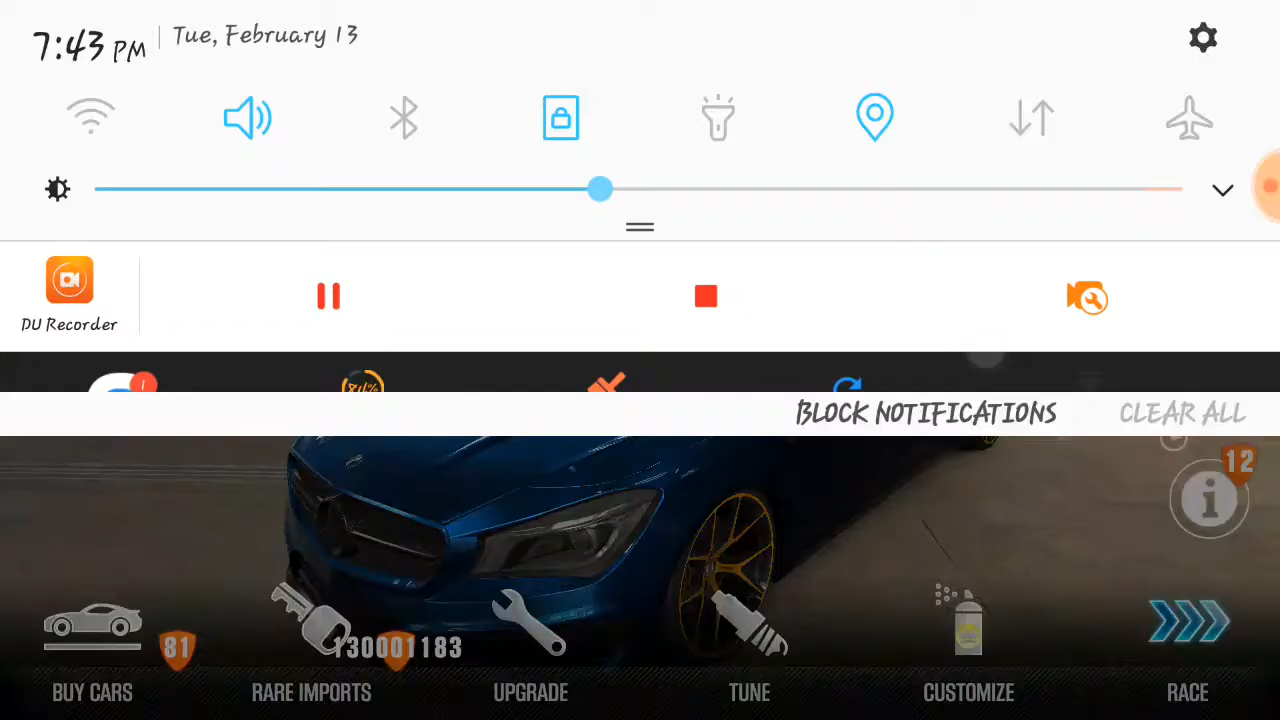 7:43 PM
Tue, February 13
DU Recorder
84%
BLOCK NOTIFICATIONS
CLEAR ALL
12
81
130001183
BUY CARS
RARE IMPORTS
UPGRADE
TUNE
CUSTOMIZE
RACE